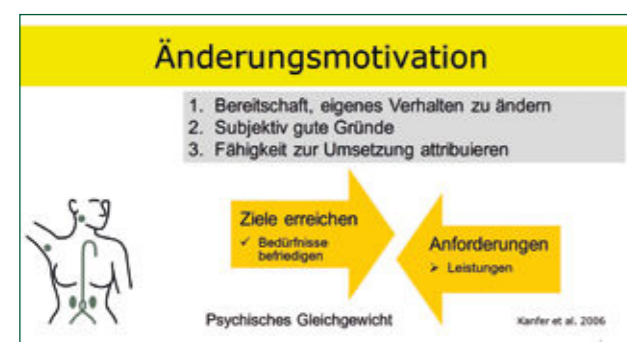 Änderungsmotivation
1. Bereitschaft, eigenes Verhalten zu ändern
2. Subjektiv gute Gründe
3. Fähigkeit zur Umsetzung attribuieren
Ziele erreichen
✓ Bedürfnisse
befriedigen
Anforderungen
➢ Leistungen
Psychisches Gleichgewicht
Kanfer et al. 2006